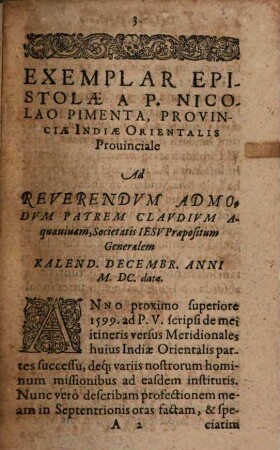 3
EXEMPLAR EPI-
STOLÆ A P. NICO-
LAO PIMENTA, PROVIN-
CIÆ INDIÆ ORIENTALIS
Prouinciale
Ad
REVERENDVM ADMO,
DVM PATREM CLAVDIVM A-
quauiuam, Societatis IESV Præpositum
Generalem
KALEND. DECEMBR. ANNI
M. DC. data.
ANNO proximo superiore
1599. ad P. V. scripsi de mei
itineris versus Meridionales
huius Indiæ Orientalis par-
tes successu, deq; variis nostrorum homi-
num missionibus ad easdem institutis.
Nunc verò describam profectionem me-
am in Septentrionis oras factam, & spe-
A 2 ciatim